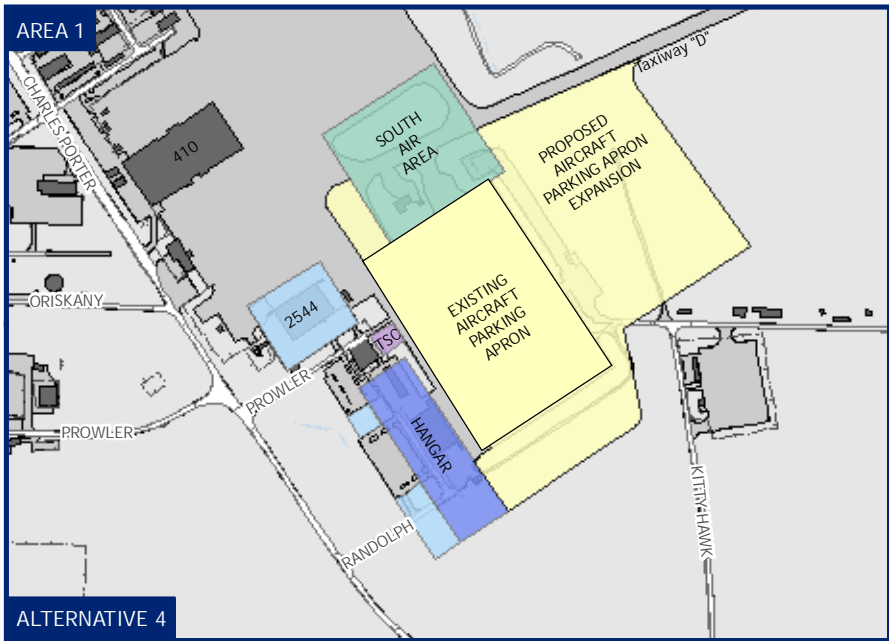 AREA 1
Taxiway "D"
CHARLES PORTER
410
SOUTH
AIR
AREA
PROPOSED
AIRCRAFT
PARKING APRON
EXPANSION
ORISKANY
2544
EXISTING
AIRCRAFT
PARKING
APRON
TSC
PROWLER
HANGAR
PROWLER
KITTY HAWK
RANDOLPH
ALTERNATIVE 4